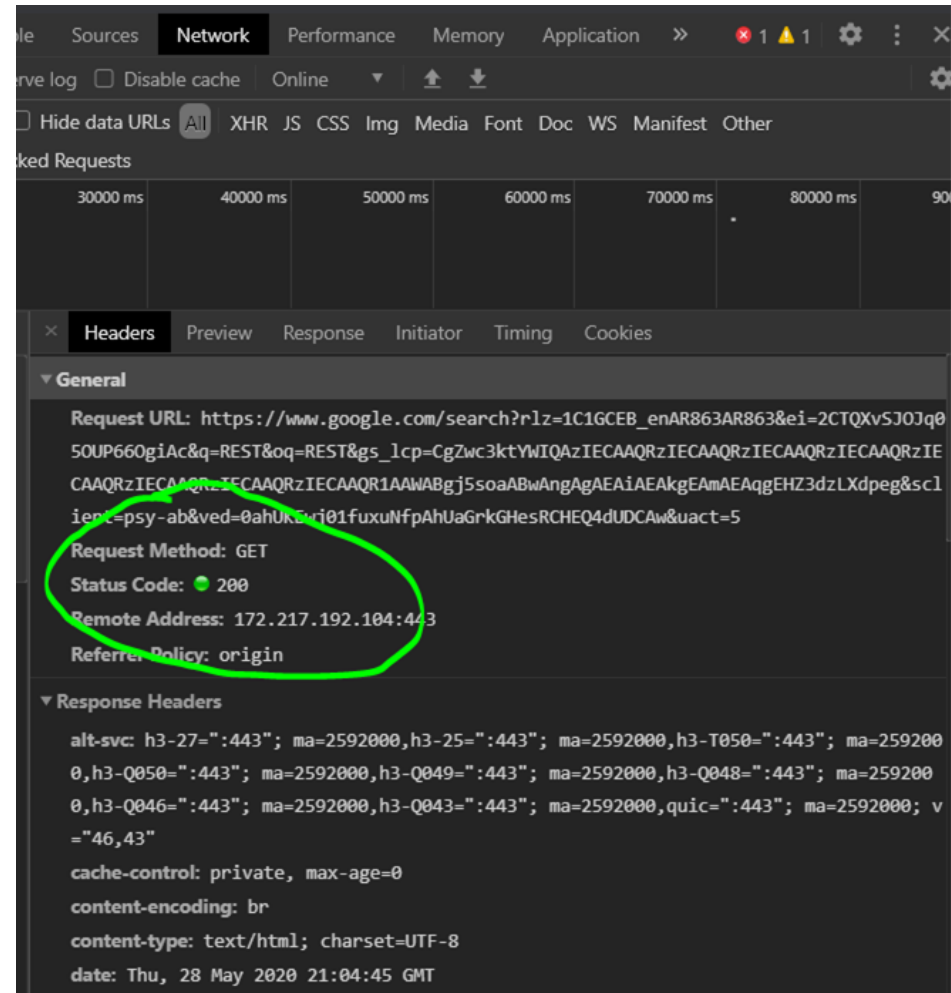 ole Sources Network Performance Memory Application » 1 1
rve log Disable cache Online
Hide data URLs All XHR JS CSS Img Media Font Doc WS Manifest Other
cked Requests
30000 ms 40000 ms 50000 ms 60000 ms 70000 ms 80000 ms 90
× Headers Preview Response Initiator Timing Cookies
General
Request URL: https://www.google.com/search?rlz=1C1GCEB_enAR863AR863&ei=2CTQXvSJOJq0
5OUP66OgiAc&q=REST&oq=REST&gs_lcp=CgZwc3ktYWIQAzIECAAQRzIECAAQRzIECAAQRzIECAAQRzIE
CAAQRzIECAAQRzIECAAQRzIECAAQR1AAWABgj5soaABwAngAgAEAiAEAkgEAmAEAqgEHZ3dzLXdpeg&scl
ient=psy-ab&ved=0ahUKEwj01fuxuNfpAhUaGrkGHesRCHEQ4dUDCAw&uact=5
Request Method: GET
Status Code: 200
Remote Address: 172.217.192.104:443
Referrer Policy: origin
Response Headers
alt-svc: h3-27=":443"; ma=2592000,h3-25=":443"; ma=2592000,h3-T050=":443"; ma=259200
0,h3-Q050=":443"; ma=2592000,h3-Q049=":443"; ma=2592000,h3-Q048=":443"; ma=259200
0,h3-Q046=":443"; ma=2592000,h3-Q043=":443"; ma=2592000,quic=":443"; ma=2592000; v
="46,43"
cache-control: private, max-age=0
content-encoding: br
content-type: text/html; charset=UTF-8
date: Thu, 28 May 2020 21:04:45 GMT